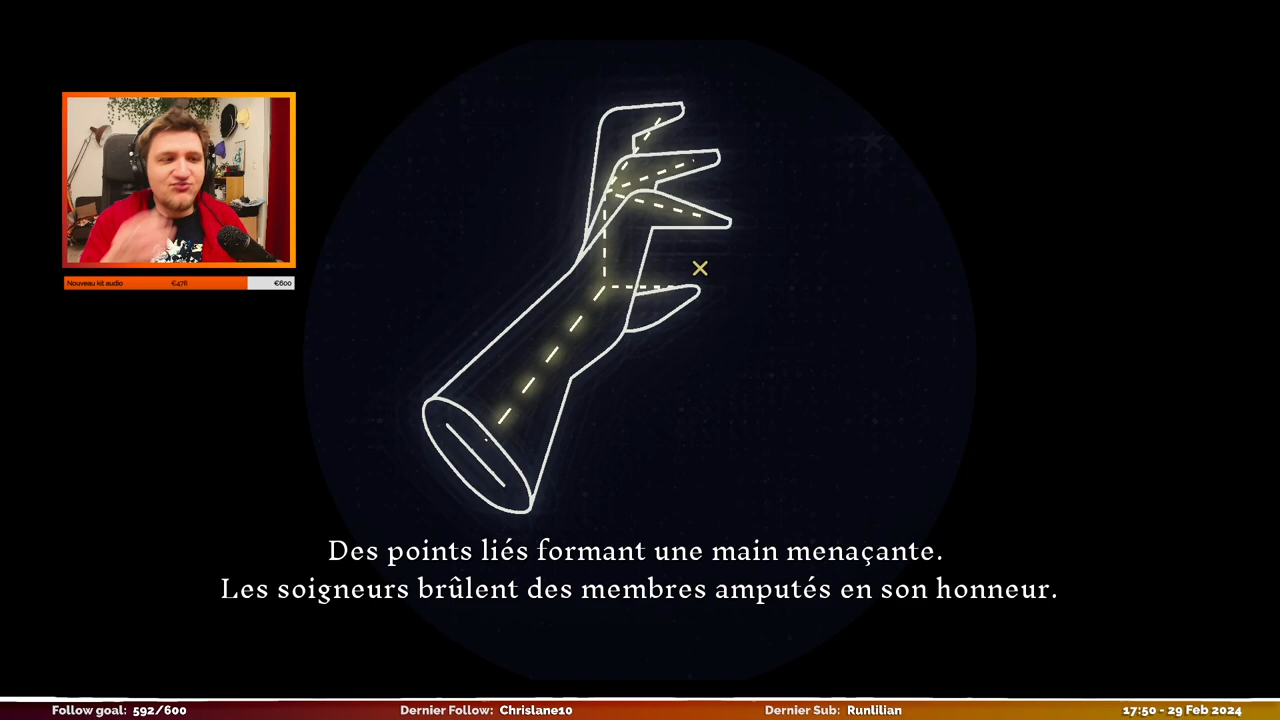 Nouveau kit audio €478 €600
Des points liés formant une main menaçante.
Les soigneurs brûlent des membres amputés en son honneur.
Follow goal: 592/600 Dernier Follow: Chrislane10 Dernier Sub: Runlilian 17:50 - 29 Feb 2024